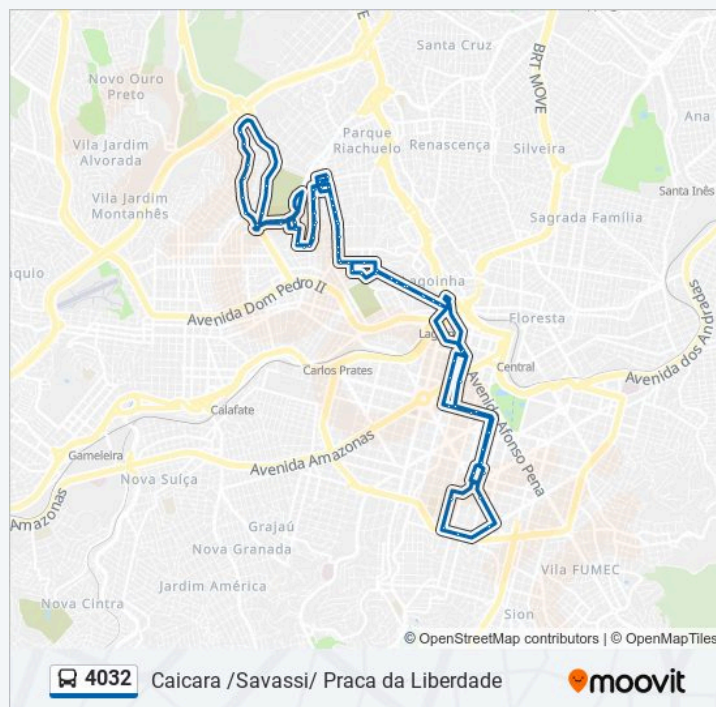 Santa Cruz
Novo Ouro
Preto
BRT MOVE
Ana
Parque
Riachuelo
Renascença
Silveira
Vila Jardim
Alvorada
Santa Inês
Vila Jardim
Montanhês
Sagrada Família
Avenida Dom Pedro II
Floresta
Avenida dos Andradas
Carlos Prates
Central
Calafate
Avenida Afonso Pena
Gameleira
Avenida Amazonas
Nova Suíça
Amazonas
Grajaú
Nova Granada
Jardim América
Vila FUMEC
Nova Cintra
Sion
© OpenStreetMap contributors | © OpenMapTiles
4032 Caicara /Savassi/ Praca da Liberdade
moovit